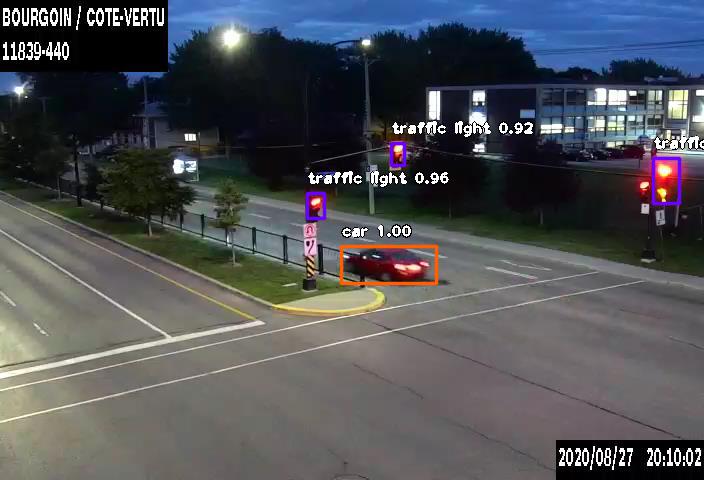 BOURGOIN / COTE-VERTU
11839-440
traffic light 0.92
traffic
traffic light 0.96
car 1.00
2020/08/27 20:10:02